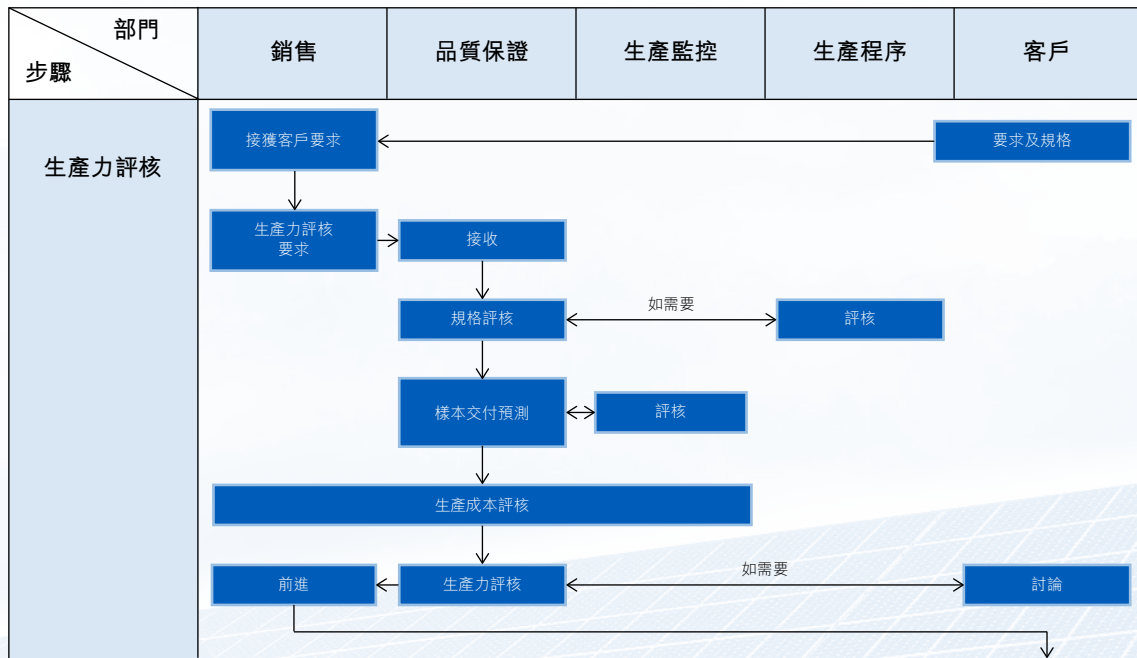 部門
步驟
銷售
品質保證
生產監控
生產程序
客戶
生產力評核
接獲客戶要求
要求及規格
生產力評核
要求
接收
規格評核
如需要
評核
樣本交付預測
評核
生產成本評核
前進
生產力評核
如需要
討論